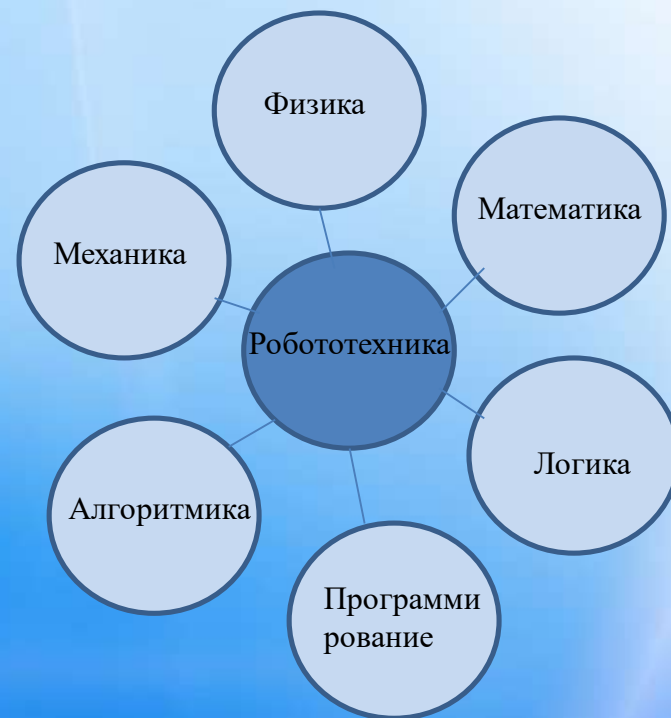 Физика
Математика
Механика
Робототехника
Логика
Алгоритмика
Программи
рование